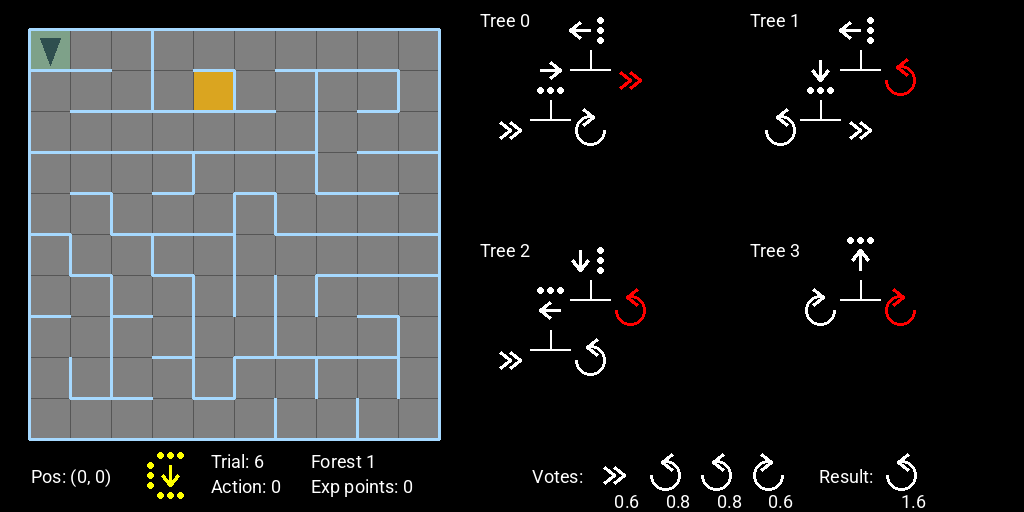 Tree 0
Tree 1
Tree 2
Tree 3
Pos: (0, 0)
Trial: 6
Forest 1
Action: 0
Exp points: 0
Votes:
Result:
0.6
0.8
0.8
0.6
1.6